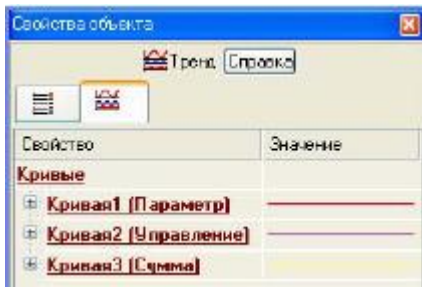 Свойства объекта
Тренд Справка
Свойство Значение
Кривые
Кривая1 (Параметр)
Кривая2 (Управление)
Кривая3 (Сумма)